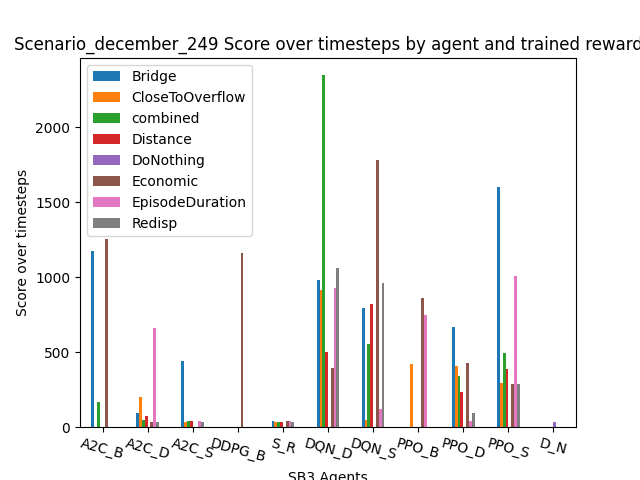 Scenario_december_249 Score over timesteps by agent and trained reward
Bridge
CloseToOverflow
combined
Distance
DoNothing
Economic
EpisodeDuration
Redisp
Score over timesteps
2000
1500
1000
500
0
A2C_B
A2C_D
A2C_S
DDPG_B
S_R
DQN_D
DQN_S
PPO_B
PPO_D
PPO_S
D_N
SB3 Agents